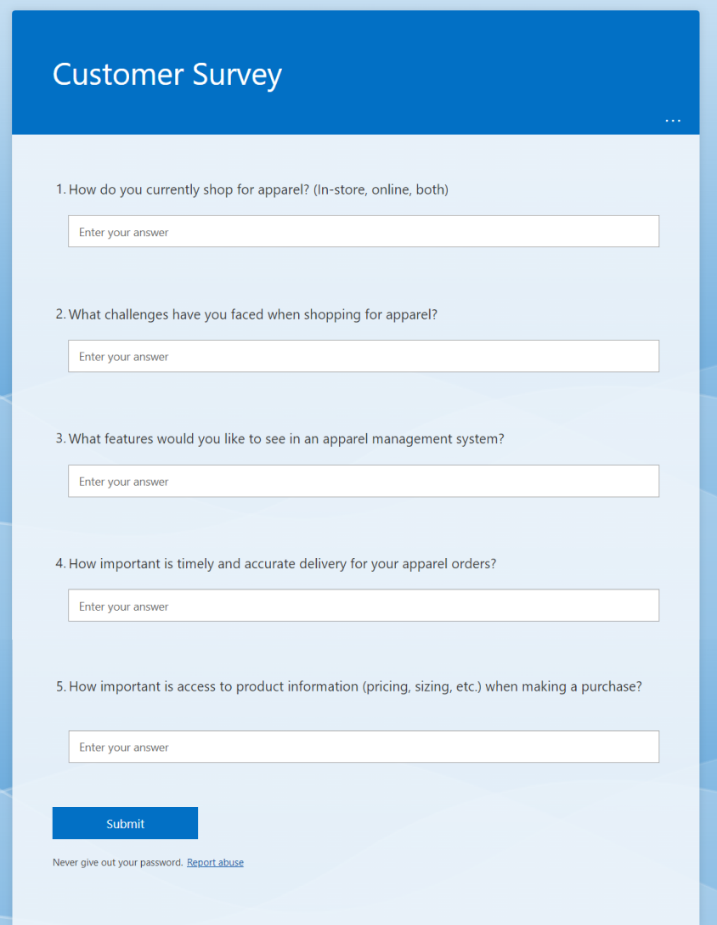 Customer Survey
...
1. How do you currently shop for apparel? (In-store, online, both)
Enter your answer
2. What challenges have you faced when shopping for apparel?
Enter your answer
3. What features would you like to see in an apparel management system?
Enter your answer
4. How important is timely and accurate delivery for your apparel orders?
Enter your answer
5. How important is access to product information (pricing, sizing, etc.) when making a purchase?
Enter your answer
Submit
Never give out your password. Report abuse